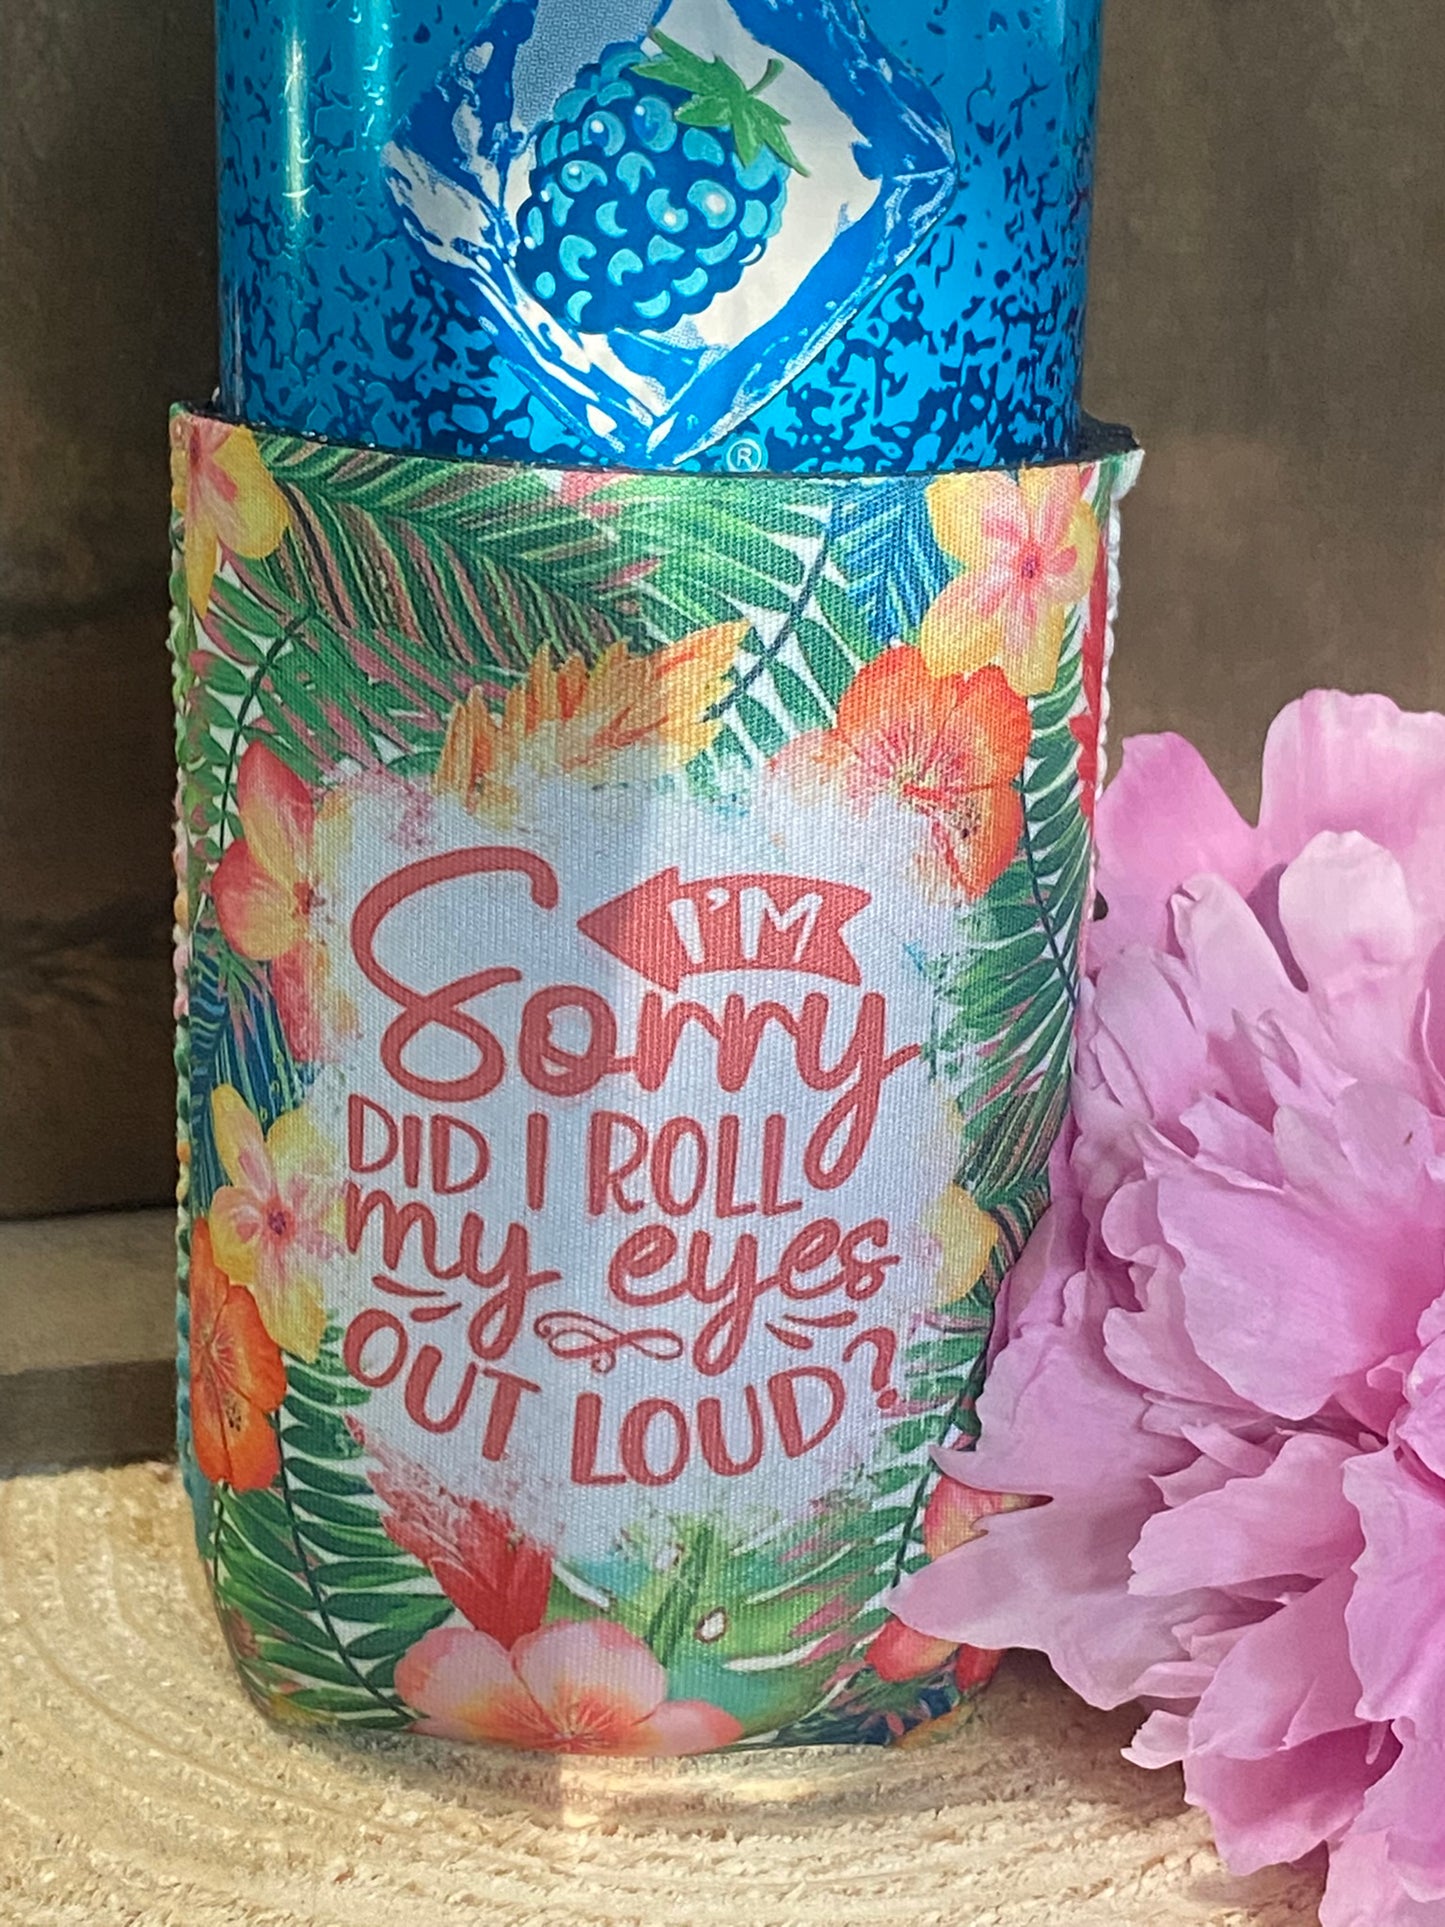 I'M
Sorry
DID I ROLL
my eyes
OUT LOUD?
®